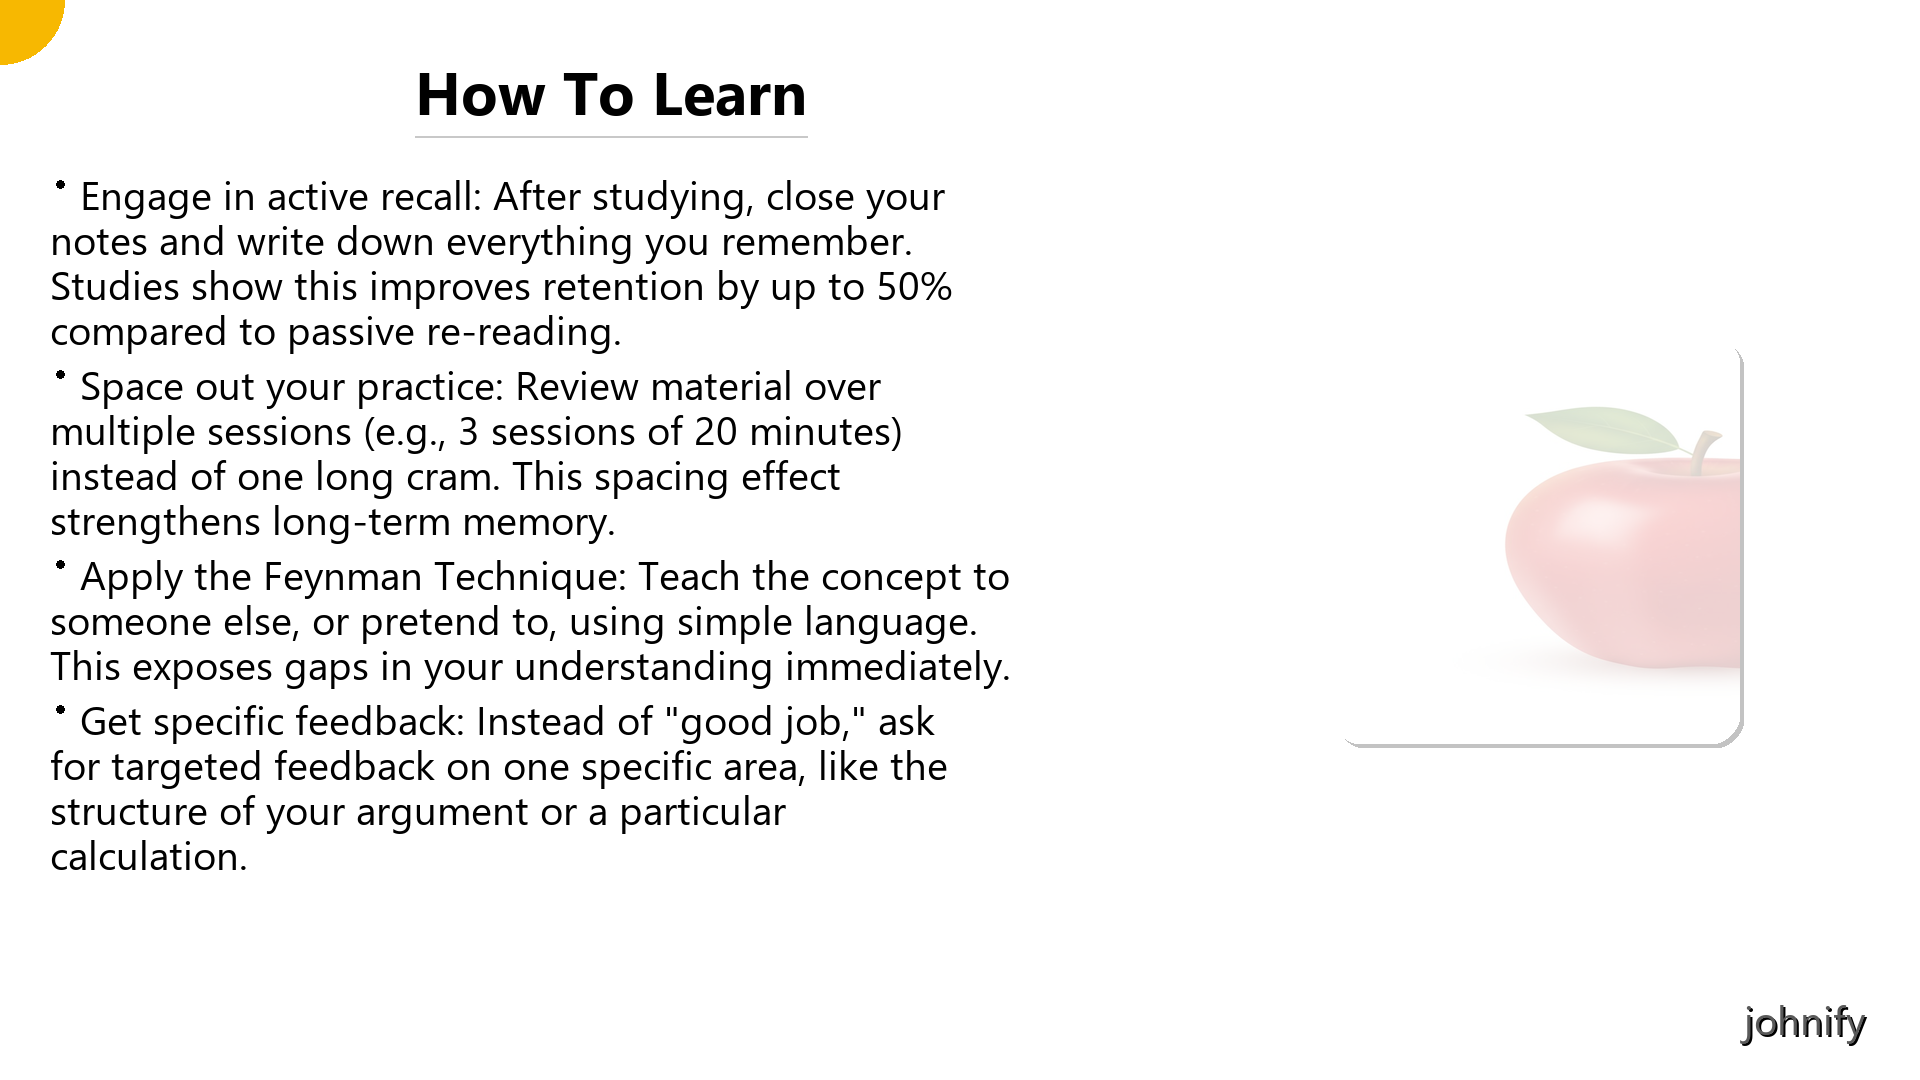 How To Learn
• Engage in active recall: After studying, close your
notes and write down everything you remember.
Studies show this improves retention by up to 50%
compared to passive re-reading.
• Space out your practice: Review material over
multiple sessions (e.g., 3 sessions of 20 minutes)
instead of one long cram. This spacing effect
strengthens long-term memory.
• Apply the Feynman Technique: Teach the concept to
someone else, or pretend to, using simple language.
This exposes gaps in your understanding immediately.
• Get specific feedback: Instead of "good job," ask
for targeted feedback on one specific area, like the
structure of your argument or a particular
calculation.
johnify